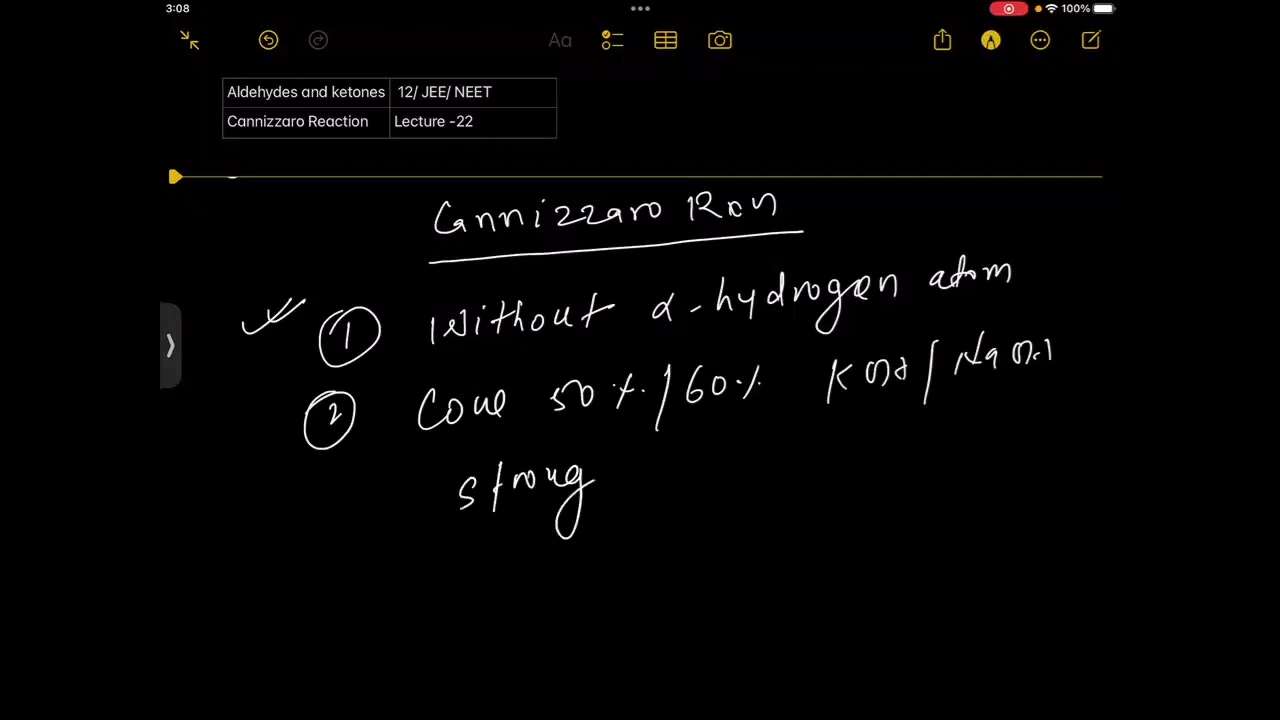 3:08
100%
Aa
Aldehydes and ketones 12/ JEE/ NEET
Cannizzaro Reaction Lecture -22
Cannizzaro Rxn
1 Without α-hydrogen atom
2 Conc 50%/60% KOH/NaOH
strong